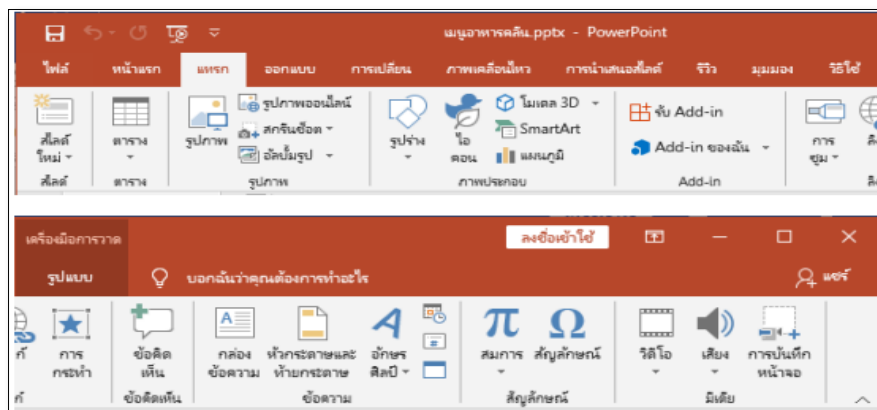 เมนูอาหารคลีน.pptx - PowerPoint
ไฟล์ หน้าแรก แทรก ออกแบบ การเปลี่ยน ภาพเคลื่อนไหว การนำเสนอสไลด์ รีวิว มุมมอง วิธีใช้
สไลด์ใหม่ ตาราง รูปภาพ รูปภาพออนไลน์ สกรีนช็อต อัลบั้มรูป รูปร่าง ไอคอน โมเดล 3D SmartArt แผนภูมิ รับ Add-in Add-in ของฉัน การซูม
สไลด์ ตาราง รูปภาพ ภาพประกอบ Add-in
เครื่องมือการวาด ลงชื่อเข้าใช้
รูปแบบ บอกฉันว่าคุณต้องการทำอะไร แชร์
การกระทำ ข้อคิดเห็น กล่องข้อความ หัวกระดาษและท้ายกระดาษ อักษรศิลป์ สมการ สัญลักษณ์ วิดีโอ เสียง การบันทึกหน้าจอ
ข้อคิดเห็น ข้อความ สัญลักษณ์ มีเดีย